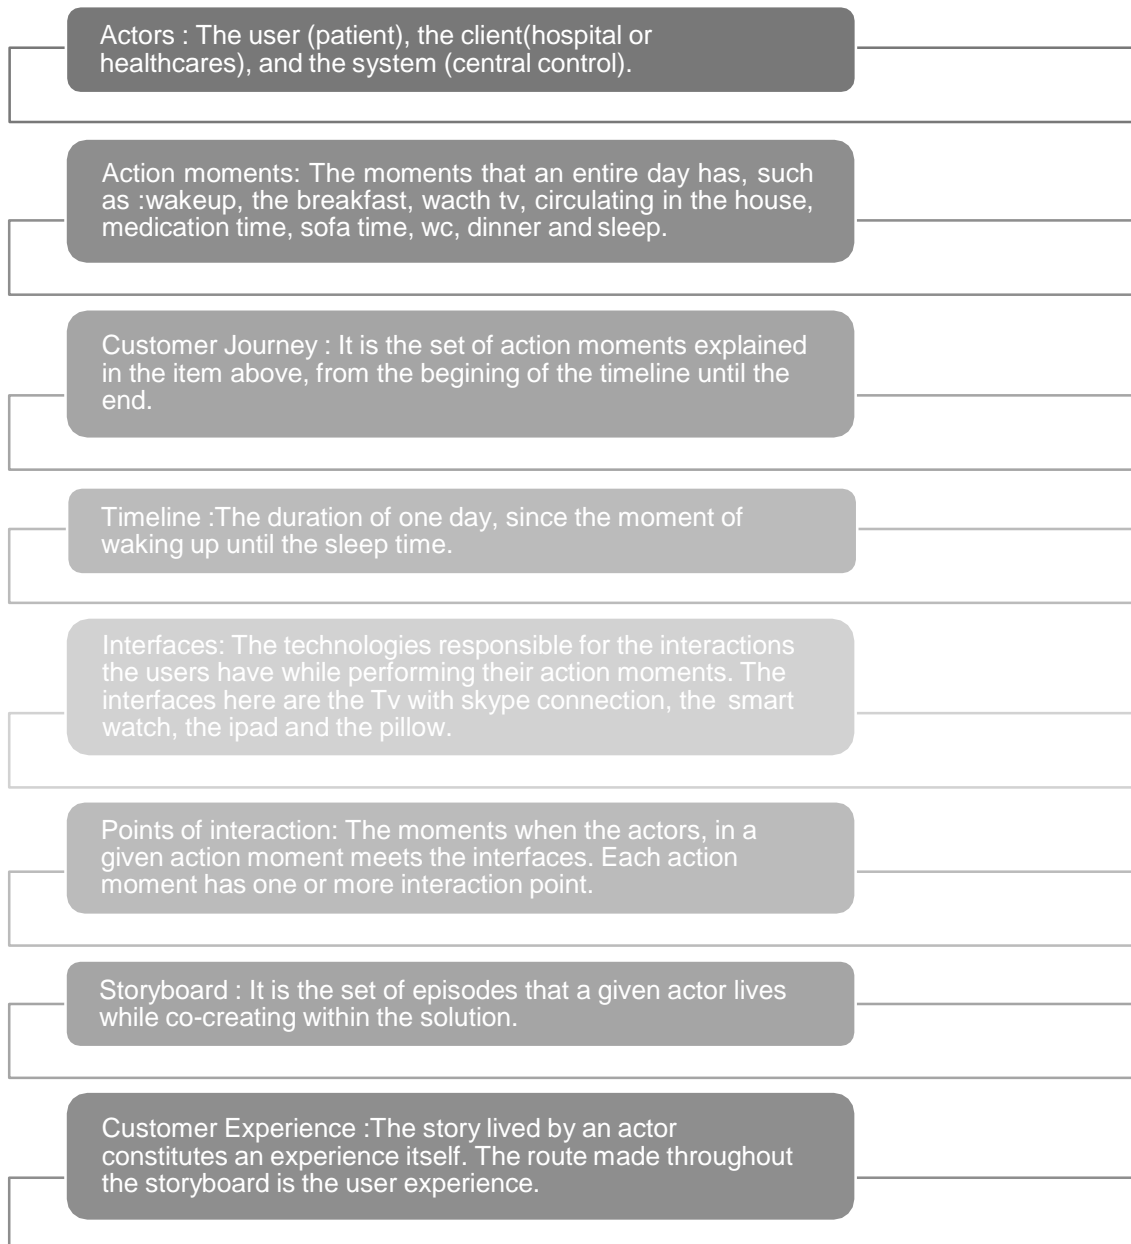 Actors : The user (patient), the client(hospital or
healthcares), and the system (central control).
Action moments: The moments that an entire day has, such
as :wakeup, the breakfast, wacth tv, circulating in the house,
medication time, sofa time, wc, dinner and sleep.
Customer Journey : It is the set of action moments explained
in the item above, from the begining of the timeline until the
end.
Timeline :The duration of one day, since the moment of
waking up until the sleep time.
Interfaces: The technologies responsible for the interactions
the users have while performing their action moments. The
interfaces here are the Tv with skype connection, the smart
watch, the ipad and the pillow.
Points of interaction: The moments when the actors, in a
given action moment meets the interfaces. Each action
moment has one or more interaction point.
Storyboard : It is the set of episodes that a given actor lives
while co-creating within the solution.
Customer Experience :The story lived by an actor
constitutes an experience itself. The route made throughout
the storyboard is the user experience.